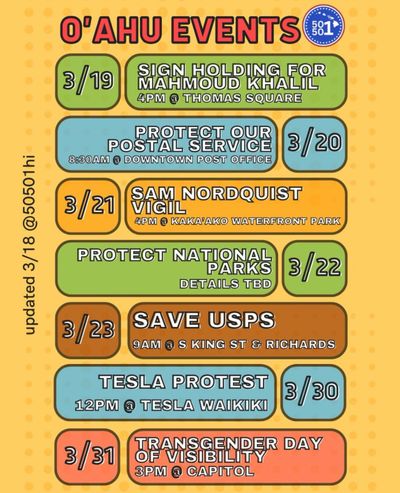 O'AHU EVENTS
50
50
1
3/19
SIGN HOLDING FOR
MAHMOUD KHALIL
4PM @ THOMAS SQUARE
PROTECT OUR
POSTAL SERVICE
8:30AM @ DOWNTOWN POST OFFICE
3/20
3/21
SAM NORDQUIST
VIGIL
4PM @ KAKA'AKO WATERFRONT PARK
PROTECT NATIONAL
PARKS
DETAILS TBD
3/22
3/23
SAVE USPS
9AM @ S KING ST & RICHARDS
TESLA PROTEST
12PM @ TESLA WAIKIKI
3/30
3/31
TRANSGENDER DAY
OF VISIBILITY
3PM @ CAPITOL
updated 3/18 @50501hi